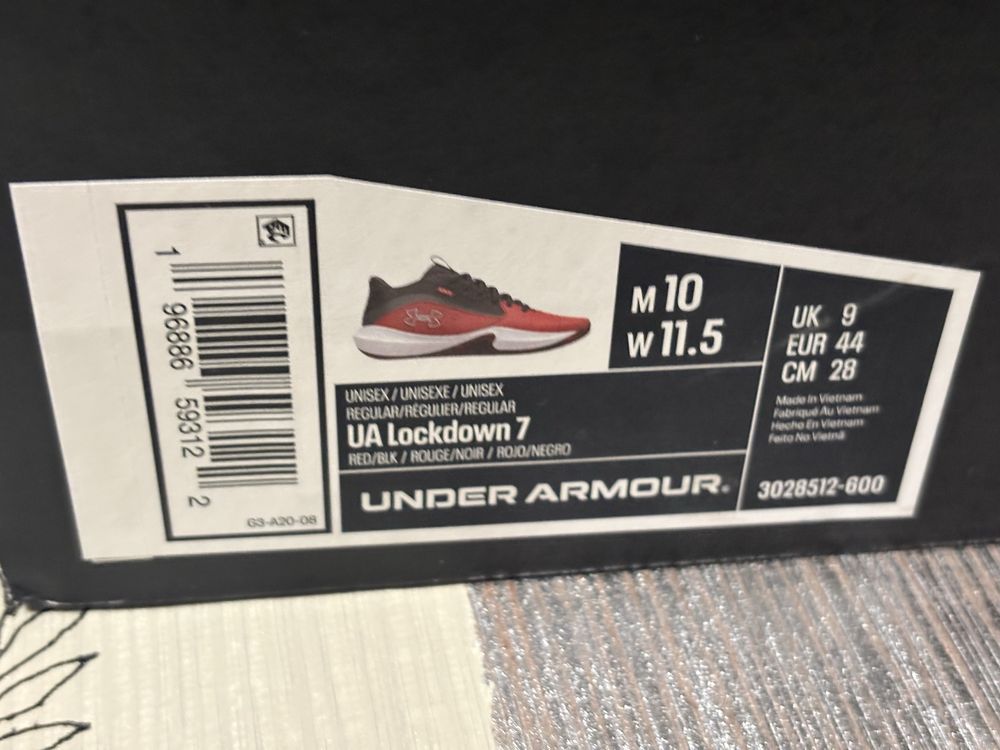 1 96886 59312 2
G3-A20-08
M 10
W 11.5
UNISEX / UNISEXE / UNISEX
REGULAR/RÉGULIER/REGULAR
UA Lockdown 7
RED/BLK / ROUGE/NOIR / ROJO/NEGRO
UNDER ARMOUR®
UK 9
EUR 44
CM 28
Made In Vietnam
Fabriqué Au Vietnam
Hecho En Vietnam
Feito No Vietnã
3028512-600